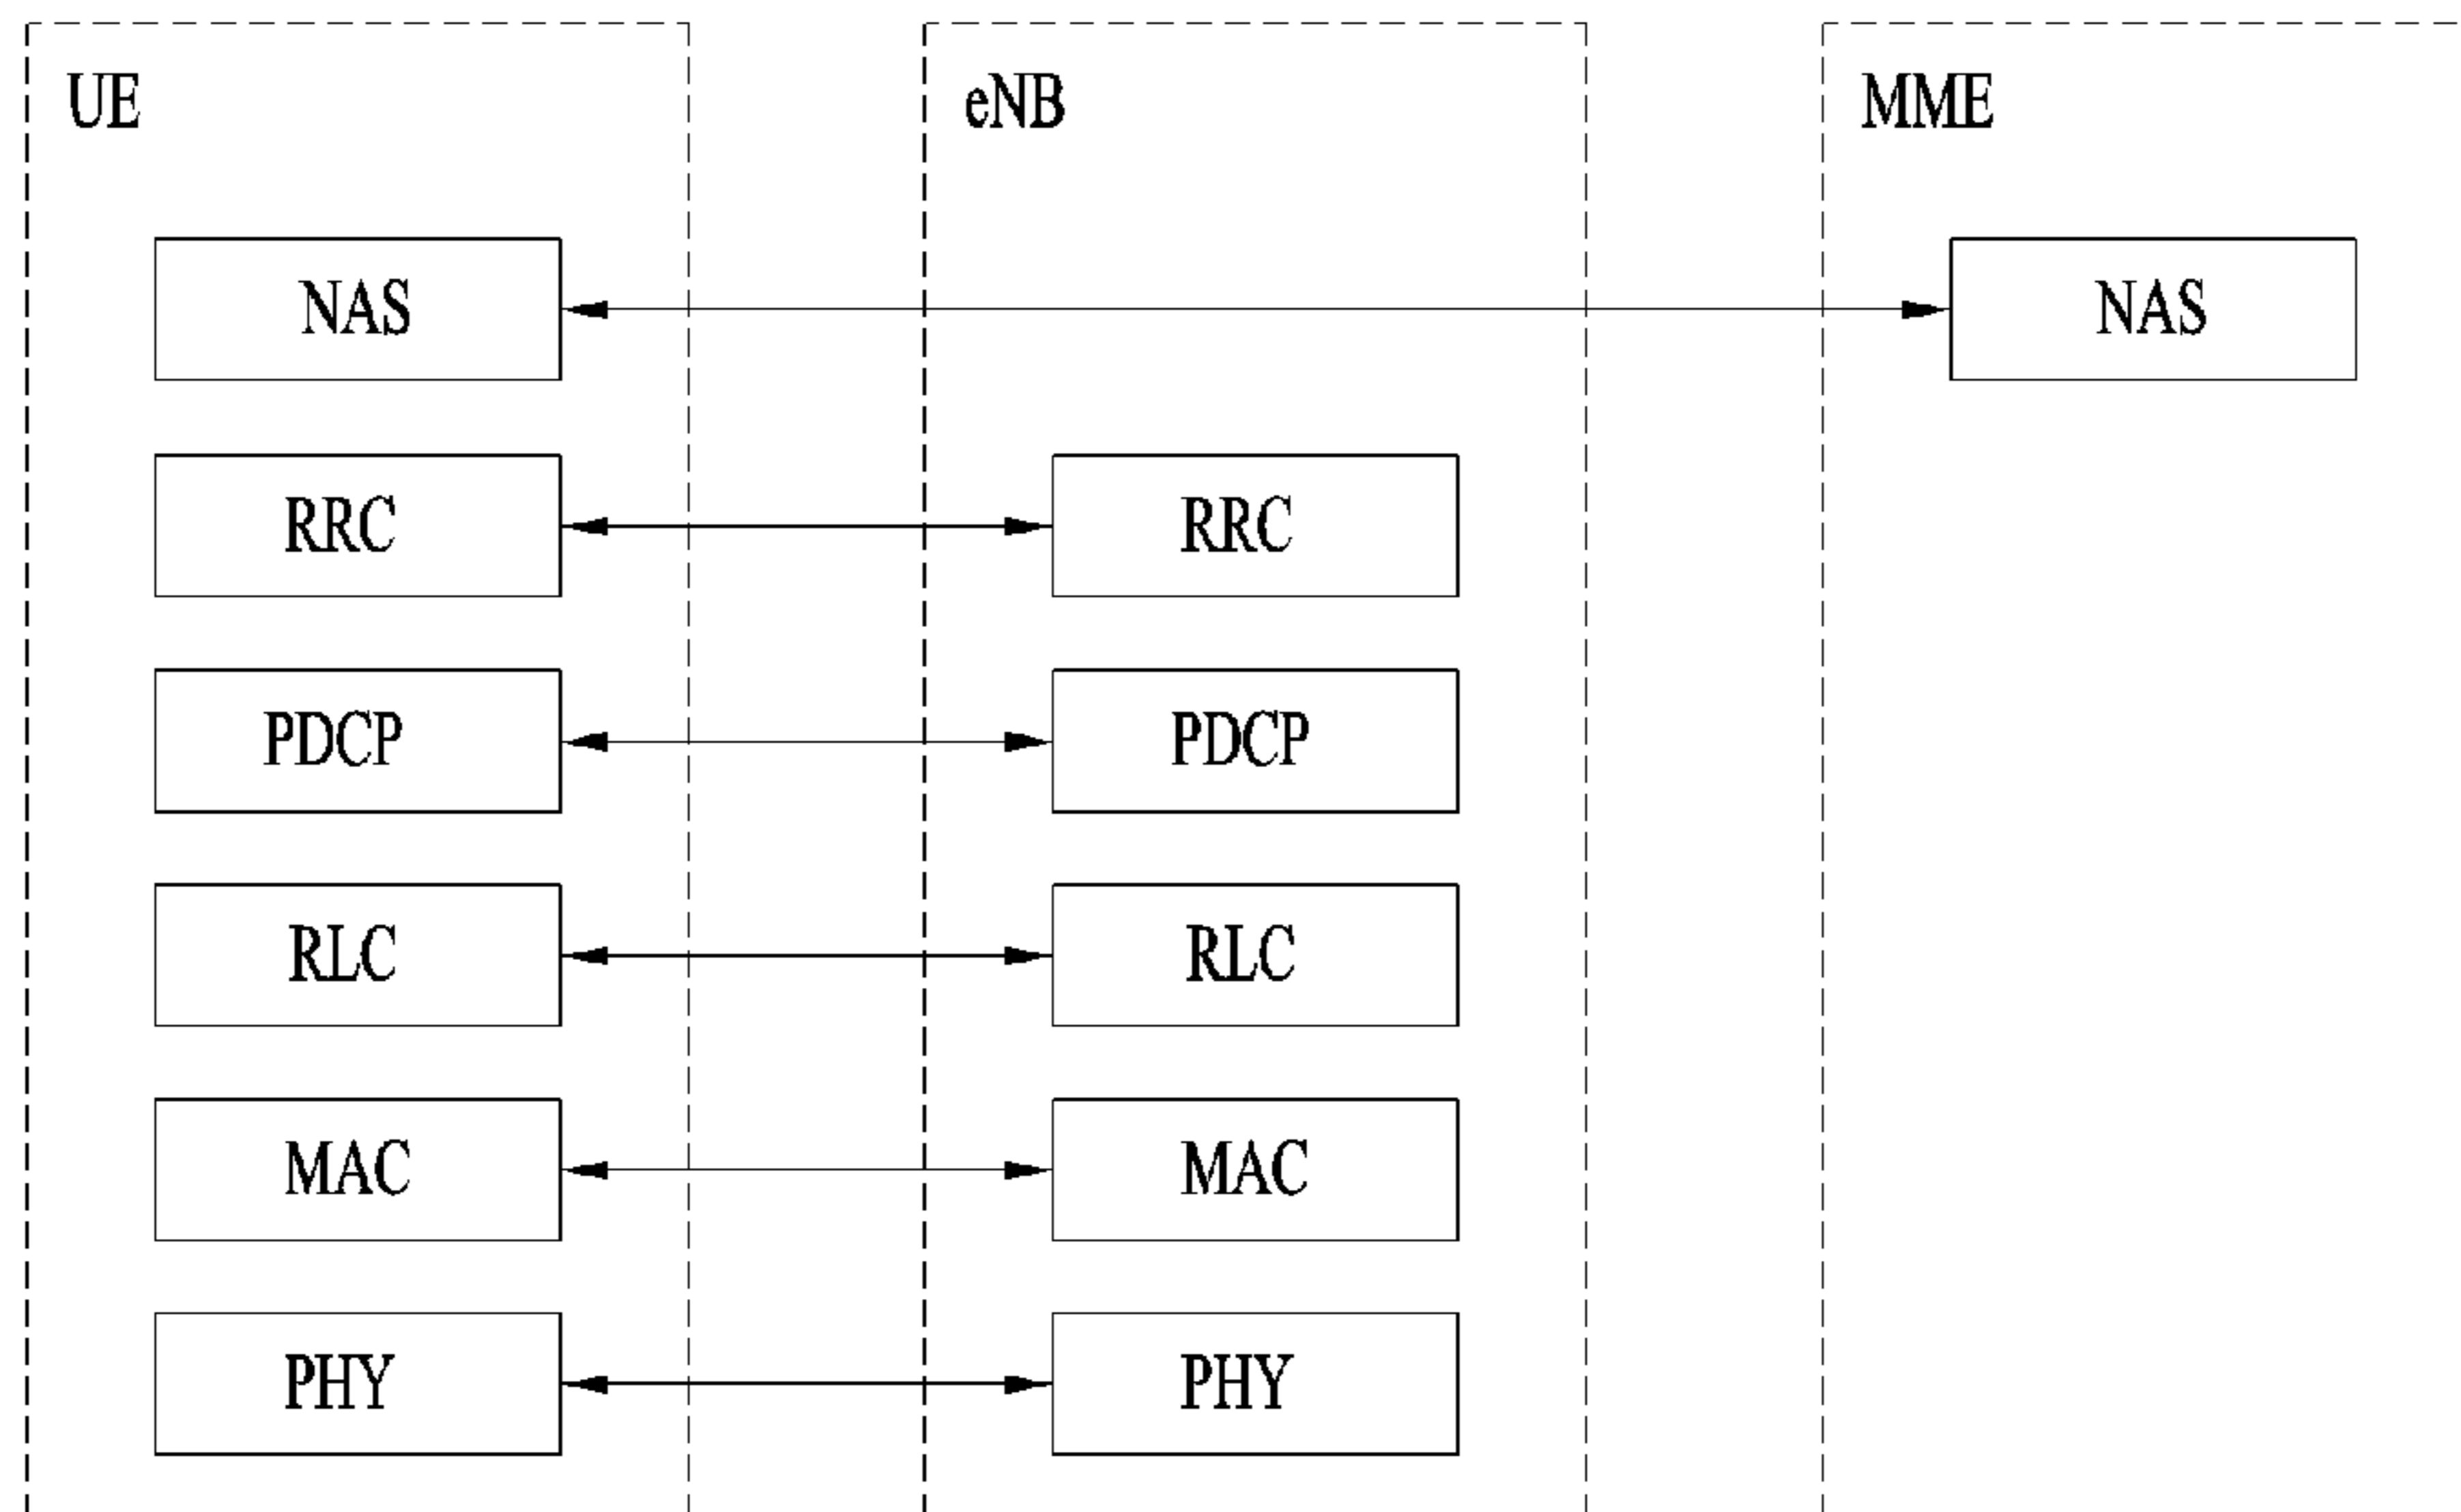 UE eNB MME
NAS NAS
RRC RRC
PDCP PDCP
RLC RLC
MAC MAC
PHY PHY